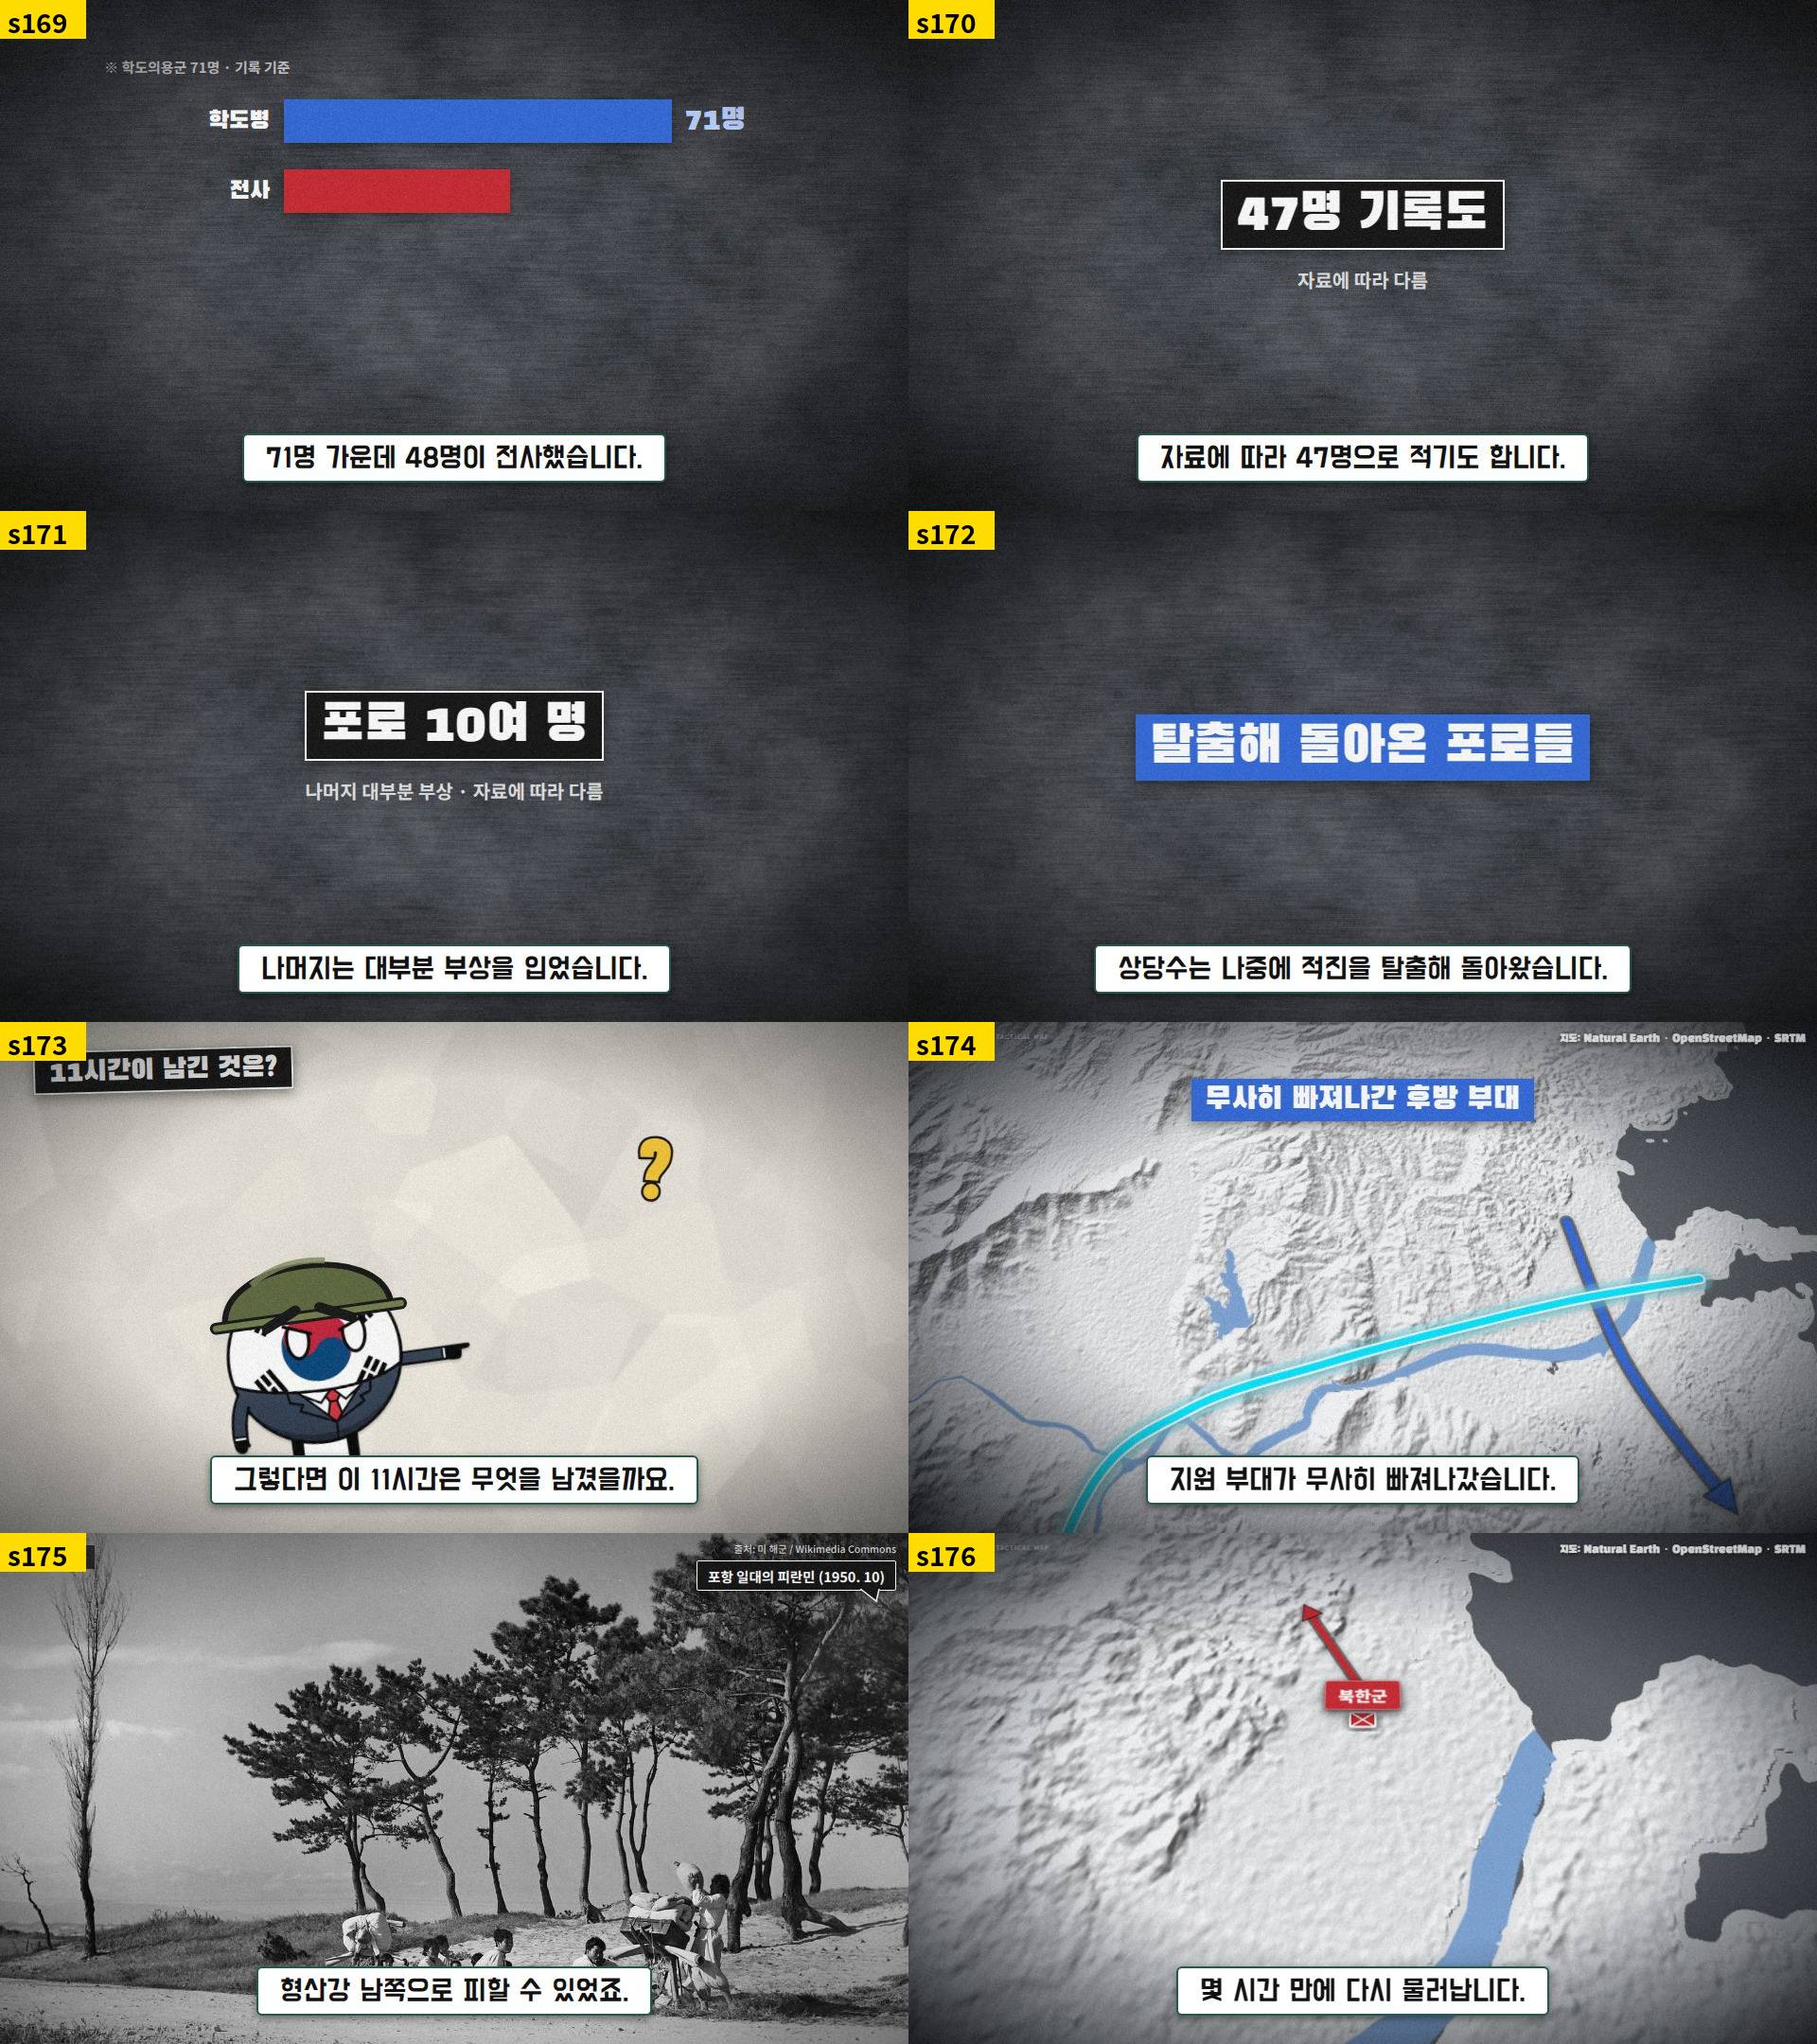 s169
※ 학도의용군 71명 · 기록 기준
학도병
71명
전사
71명 가운데 48명이 전사했습니다.
s170
47명 기록도
자료에 따라 다름
자료에 따라 47명으로 적기도 합니다.
s171
포로 10여 명
나머지 대부분 부상 · 자료에 따라 다름
나머지는 대부분 부상을 입었습니다.
s172
탈출해 돌아온 포로들
상당수는 나중에 적진을 탈출해 돌아왔습니다.
s173
11시간이 남긴 것은?
?
그렇다면 이 11시간은 무엇을 남겼을까요.
s174
TACTICAL MAP
지도: Natural Earth · OpenStreetMap · SRTM
무사히 빠져나간 후방 부대
지원 부대가 무사히 빠져나갔습니다.
s175
출처: 미 해군 / Wikimedia Commons
포항 일대의 피란민 (1950. 10)
형산강 남쪽으로 피할 수 있었죠.
s176
TACTICAL MAP
지도: Natural Earth · OpenStreetMap · SRTM
북한군
몇 시간 만에 다시 물러납니다.